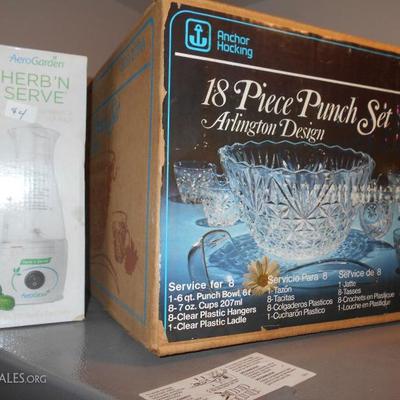 AeroGarden
HERB'N
SERVE
Anchor
Hocking
18 Piece Punch Set
Arlington Design
Service for 8
1-6 qt. Punch Bowl, 6ℓ
8-7 oz. Cups 207ml
8-Clear Plastic Hangers
1-Clear Plastic Ladle
Servicio Para 8
1-Tazón
8-Tacitas
8-Colgaderos Plasticos
1-Cucharón Plastico
Service de 8
1-Jatte
8-Tasses
8-Crochets en Plastique
1-Louche en Plastique
AeroGarden
ALES.ORG